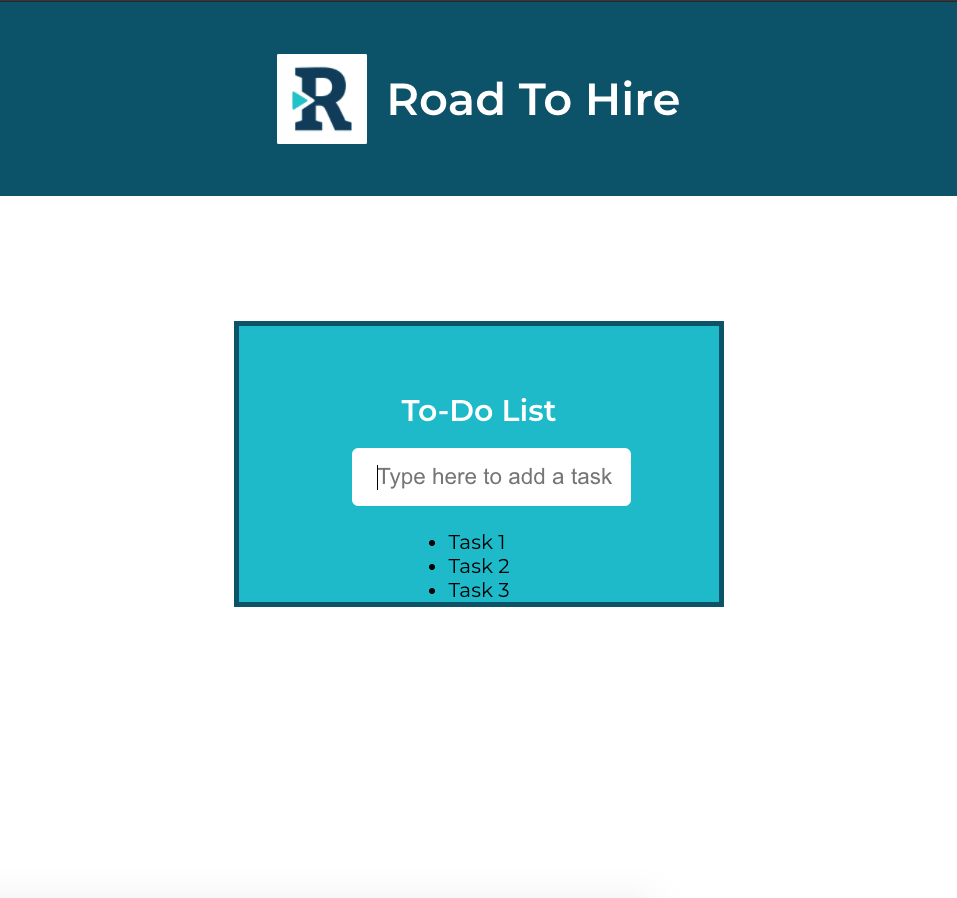 R
Road To Hire
To-Do List
Type here to add a task
Task 1
Task 2
Task 3